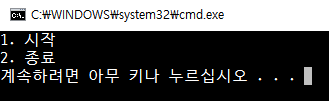 C:₩WINDOWS₩system32₩cmd.exe
1. 시작
2. 종료
계속하려면 아무 키나 누르십시오 . . .